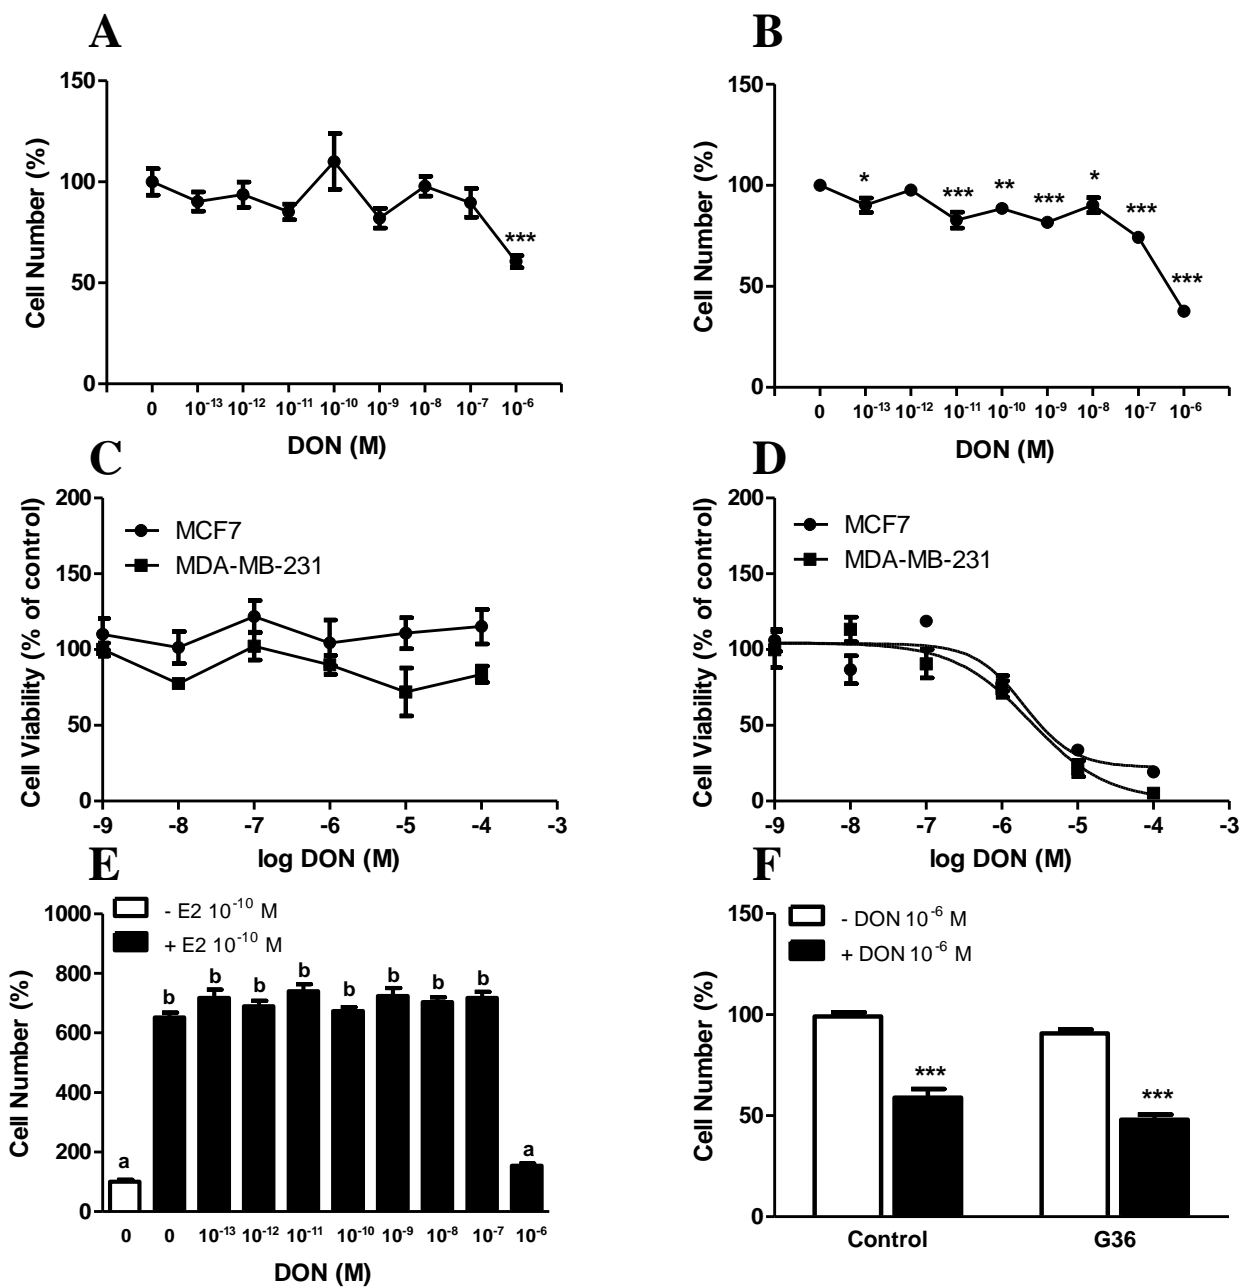 A
150
100
50
0
Cell Number (%)
***
0 10⁻¹³ 10⁻¹² 10⁻¹¹ 10⁻¹⁰ 10⁻⁹ 10⁻⁸ 10⁻⁷ 10⁻⁶
DON (M)
B
150
100
50
0
Cell Number (%)
* *** ** *** * *** ***
0 10⁻¹³ 10⁻¹² 10⁻¹¹ 10⁻¹⁰ 10⁻⁹ 10⁻⁸ 10⁻⁷ 10⁻⁶
DON (M)
C
200
150
100
50
0
Cell Viability (% of control)
MCF7
MDA-MB-231
-9 -8 -7 -6 -5 -4 -3
log DON (M)
D
200
150
100
50
0
Cell Viability (% of control)
MCF7
MDA-MB-231
-9 -8 -7 -6 -5 -4 -3
log DON (M)
E
- E2 10⁻¹⁰ M
+ E2 10⁻¹⁰ M
1000
800
600
400
200
0
Cell Number (%)
a b b b b b b b b a
0 0 10⁻¹³ 10⁻¹² 10⁻¹¹ 10⁻¹⁰ 10⁻⁹ 10⁻⁸ 10⁻⁷ 10⁻⁶
DON (M)
F
- DON 10⁻⁶ M
+ DON 10⁻⁶ M
150
100
50
0
Cell Number (%)
*** ***
Control G36